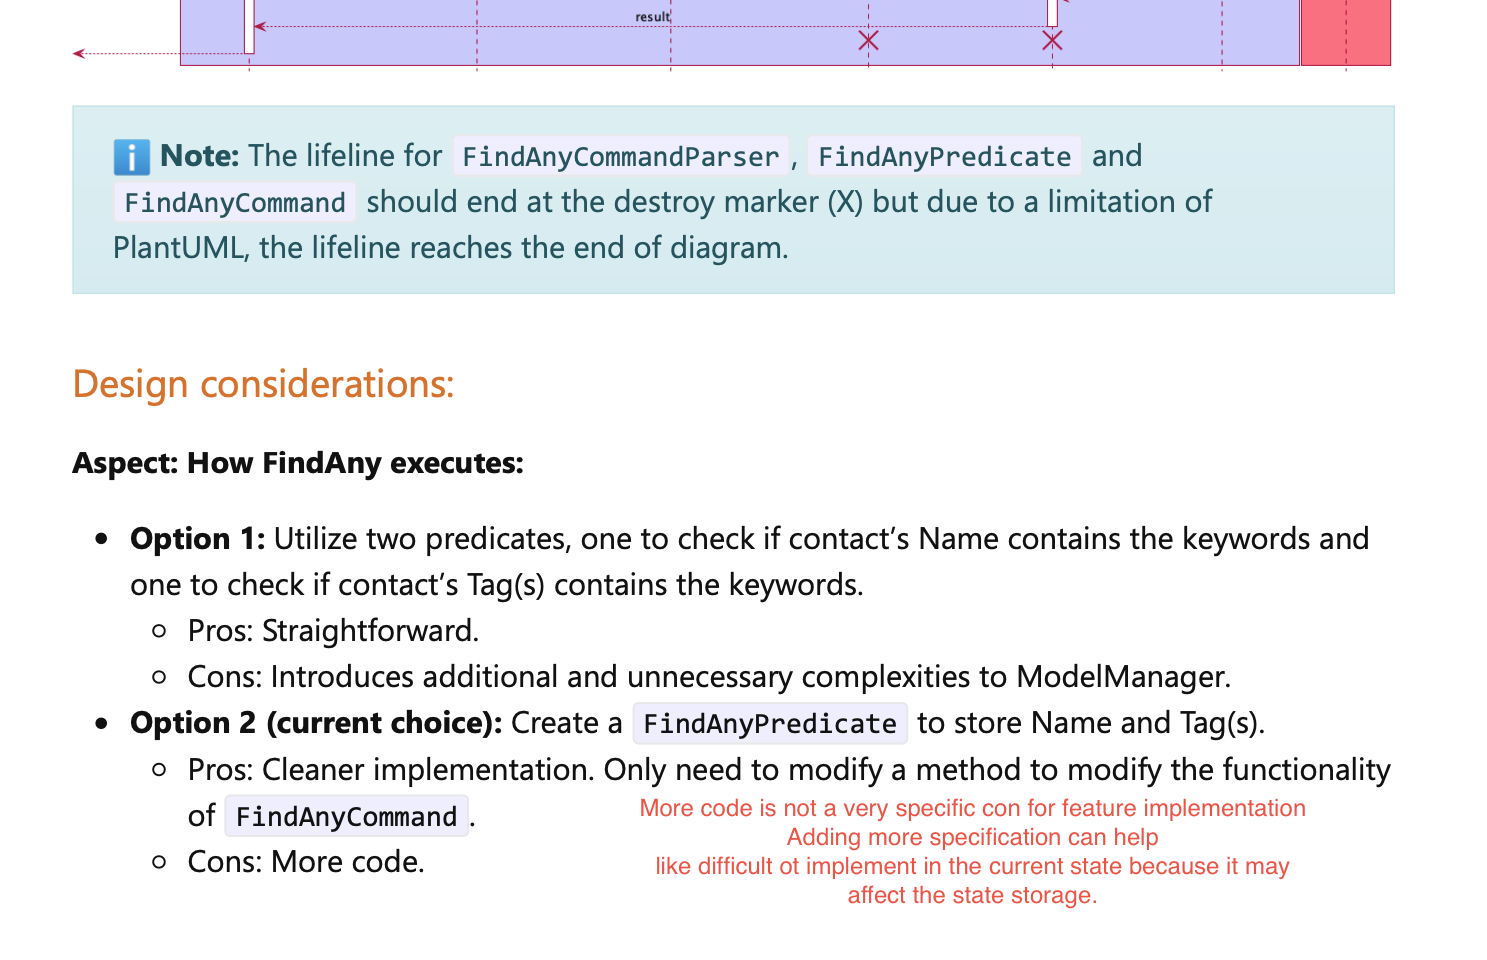 result
Note: The lifeline for FindAnyCommandParser, FindAnyPredicate and
FindAnyCommand should end at the destroy marker (X) but due to a limitation of
PlantUML, the lifeline reaches the end of diagram.
Design considerations:
Aspect: How FindAny executes:
Option 1: Utilize two predicates, one to check if contact’s Name contains the keywords and
one to check if contact’s Tag(s) contains the keywords.
Pros: Straightforward.
Cons: Introduces additional and unnecessary complexities to ModelManager.
Option 2 (current choice): Create a FindAnyPredicate to store Name and Tag(s).
Pros: Cleaner implementation. Only need to modify a method to modify the functionality
of FindAnyCommand.
Cons: More code.
More code is not a very specific con for feature implementation
Adding more specification can help
like difficult ot implement in the current state because it may
affect the state storage.